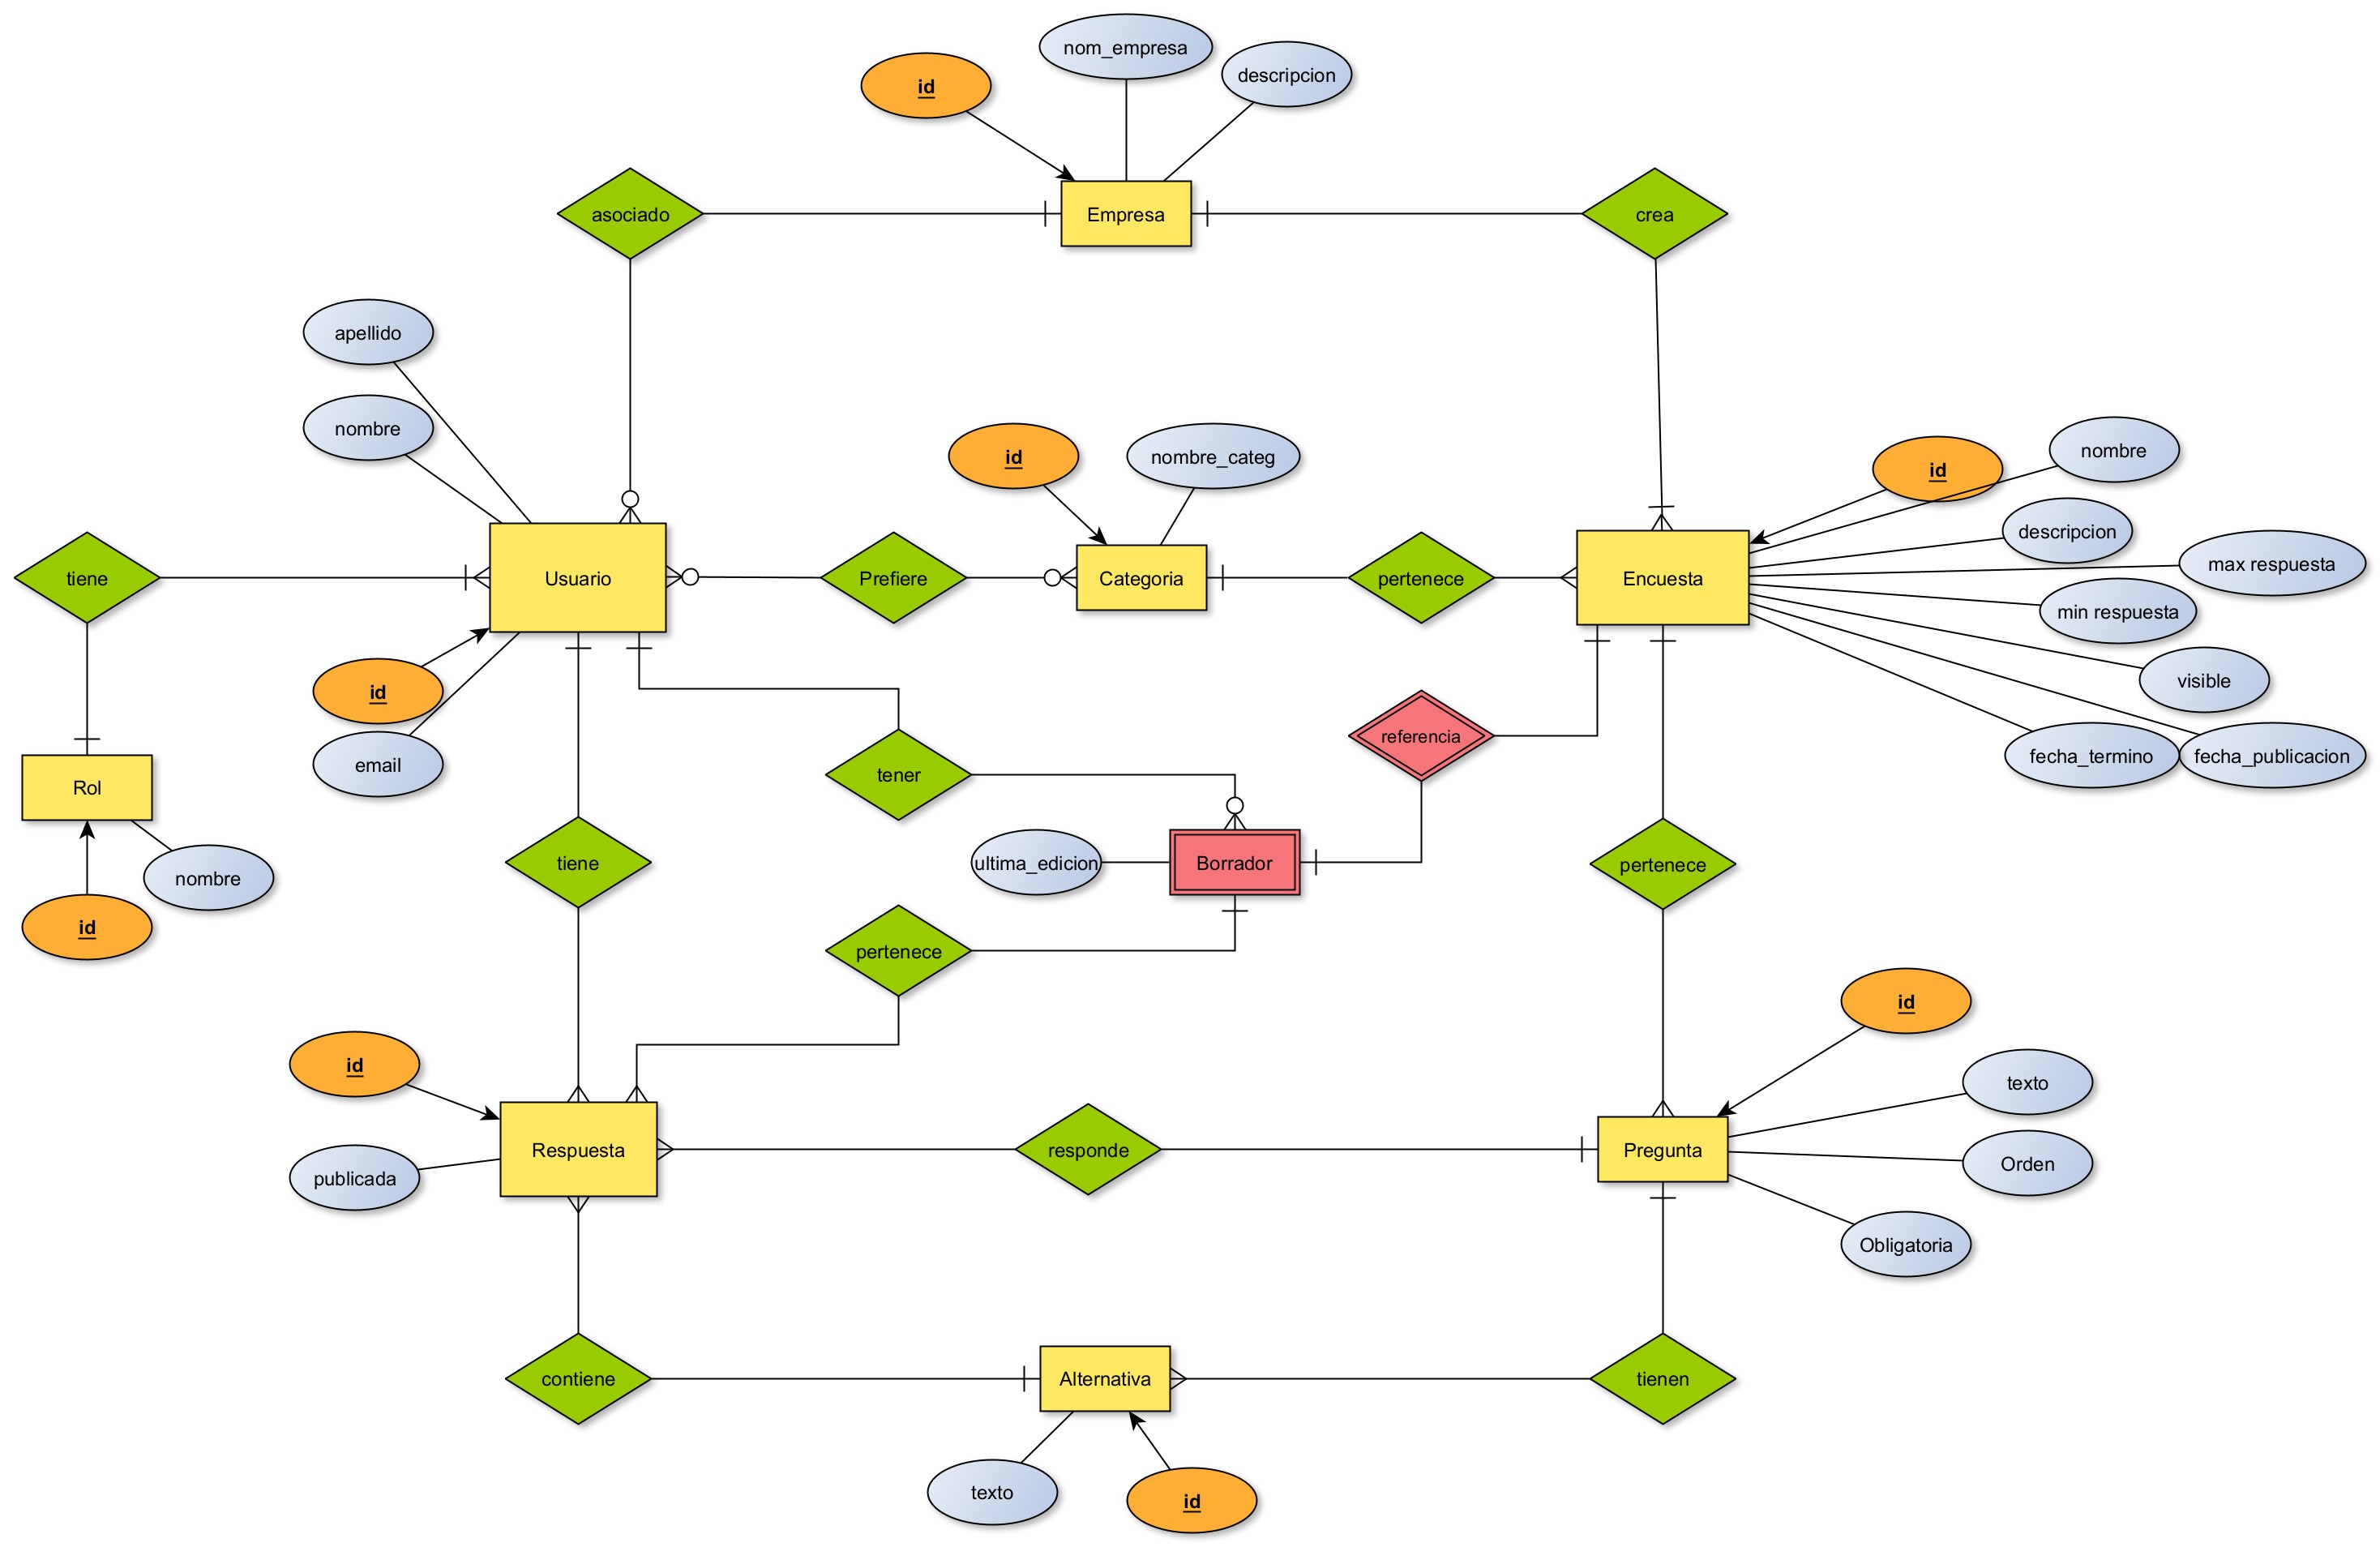 nom_empresa
descripcion
id
asociado
Empresa
crea
apellido
nombre
id
nombre_categ
nombre
id
descripcion
max respuesta
tiene
Usuario
Prefiere
Categoria
pertenece
Encuesta
min respuesta
visible
id
email
referencia
fecha_termino
fecha_publicacion
Rol
tener
tiene
ultima_edicion
Borrador
pertenece
nombre
id
pertenece
id
id
texto
publicada
Respuesta
responde
Pregunta
Orden
Obligatoria
contiene
Alternativa
tienen
texto
id